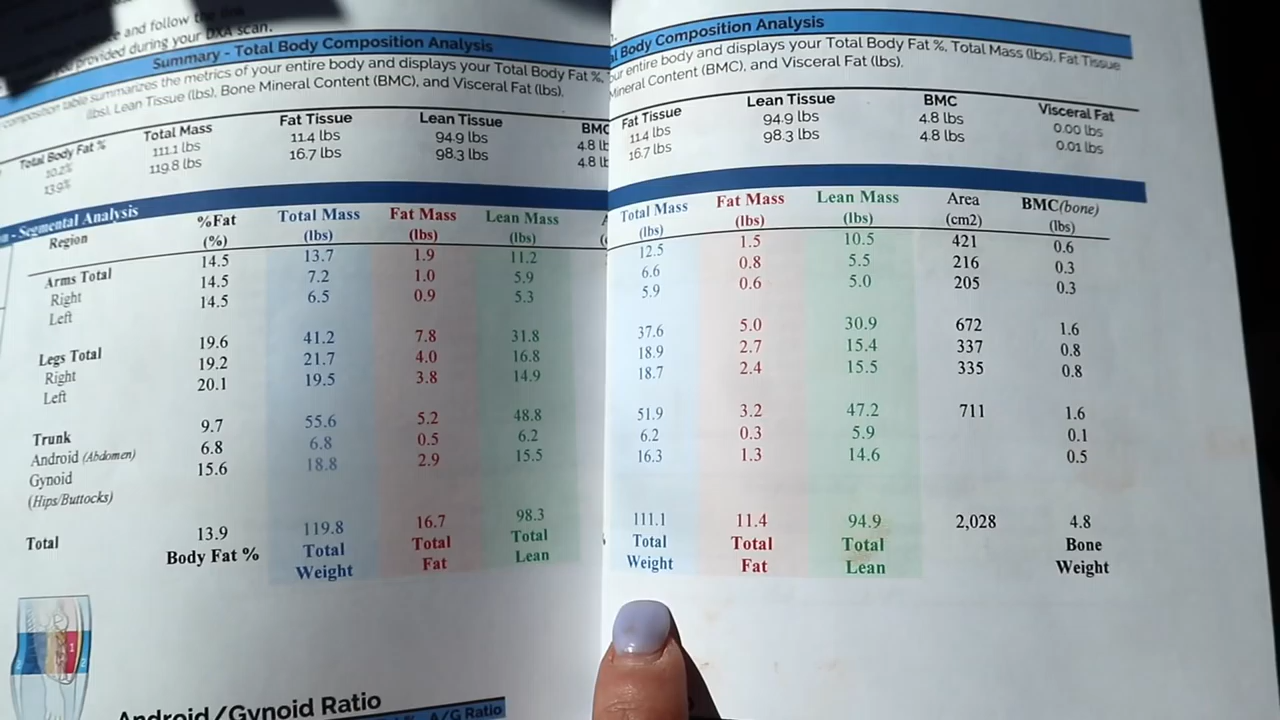 and follow the link
provided during your DXA scan.
Summary - Total Body Composition Analysis
composition table summarizes the metrics of your entire body and displays your Total Body Fat %,
(lbs), Lean Tissue (lbs), Bone Mineral Content (BMC), and Visceral Fat (lbs).
Total Body Fat % Total Mass Fat Tissue Lean Tissue BMC
10.2% 111.1 lbs 11.4 lbs 94.9 lbs 4.8 lb
13.9% 119.8 lbs 16.7 lbs 98.3 lbs 4.8 lb
- Segmental Analysis
Region %Fat Total Mass Fat Mass Lean Mass
(%) (lbs) (lbs) (lbs)
Arms Total 14.5 13.7 1.9 11.2
Right 14.5 7.2 1.0 5.9
Left 14.5 6.5 0.9 5.3
Legs Total 19.6 41.2 7.8 31.8
Right 19.2 21.7 4.0 16.8
Left 20.1 19.5 3.8 14.9
Trunk 9.7 55.6 5.2 48.8
Android (Abdomen) 6.8 6.8 0.5 6.2
Gynoid 15.6 18.8 2.9 15.5
(Hips/Buttocks)
Total 13.9 119.8 16.7 98.3
Body Fat % Total Total Total
Weight Fat Lean
Android/Gynoid Ratio
A/G Ratio
al Body Composition Analysis
our entire body and displays your Total Body Fat %, Total Mass (lbs), Fat Tissue
Mineral Content (BMC), and Visceral Fat (lbs).
Fat Tissue Lean Tissue BMC Visceral Fat
11.4 lbs 94.9 lbs 4.8 lbs 0.00 lbs
16.7 lbs 98.3 lbs 4.8 lbs 0.01 lbs
Total Mass Fat Mass Lean Mass Area BMC(bone)
(lbs) (lbs) (lbs) (cm2) (lbs)
12.5 1.5 10.5 421 0.6
6.6 0.8 5.5 216 0.3
5.9 0.6 5.0 205 0.3
37.6 5.0 30.9 672 1.6
18.9 2.7 15.4 337 0.8
18.7 2.4 15.5 335 0.8
51.9 3.2 47.2 711 1.6
6.2 0.3 5.9 0.1
16.3 1.3 14.6 0.5
111.1 11.4 94.9 2,028 4.8
Total Total Total Bone
Weight Fat Lean Weight